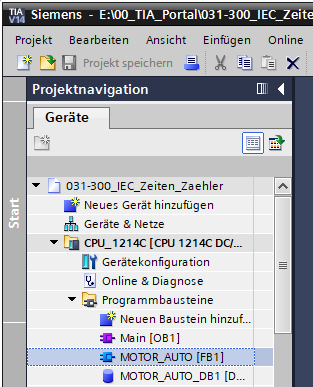 TIA V14 Siemens - E:\00_TIA_Portal\031-300_IEC_Zeiten
Projekt Bearbeiten Ansicht Einfügen Online
Projekt speichern
Projektnavigation
Geräte
Start
031-300_IEC_Zeiten_Zaehler
Neues Gerät hinzufügen
Geräte & Netze
CPU_1214C [CPU 1214C DC/...
Gerätekonfiguration
Online & Diagnose
Programmbausteine
Neuen Baustein hinzuf...
Main [OB1]
MOTOR_AUTO [FB1]
MOTOR_AUTO_DB1 [D...